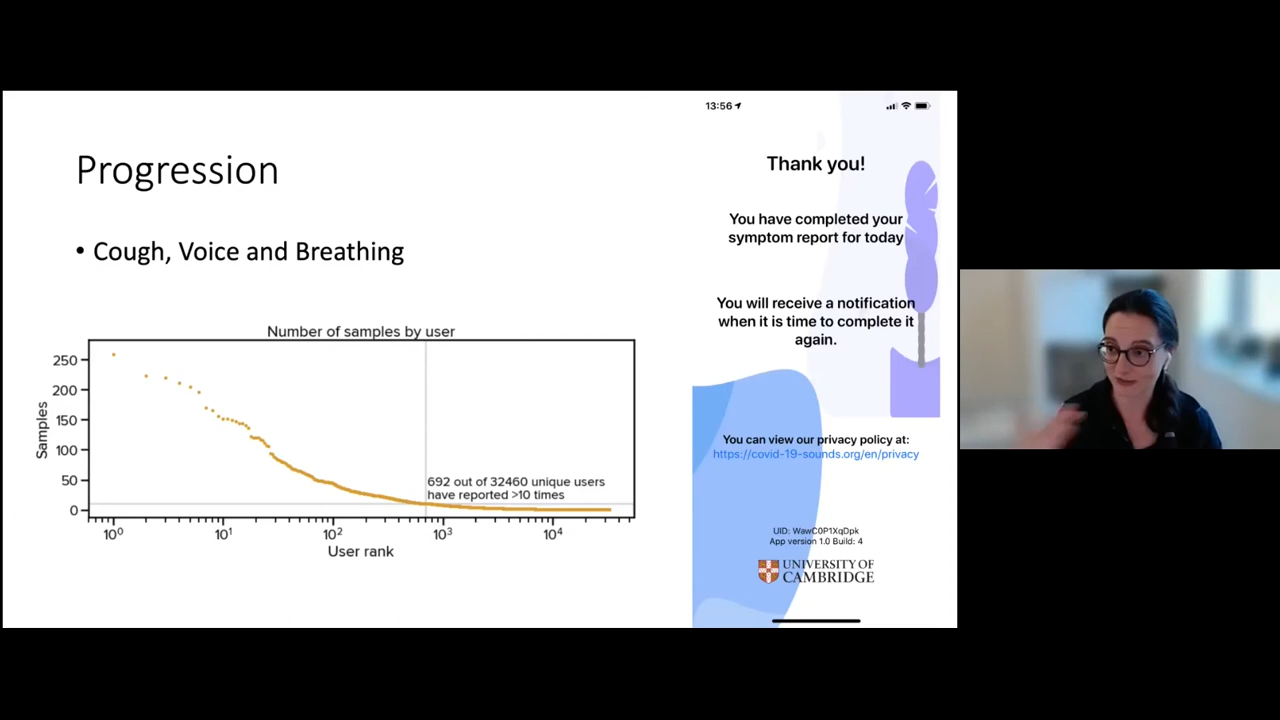 Progression
• Cough, Voice and Breathing
Number of samples by user
Samples
250
200
150
100
50
0
692 out of 32460 unique users
have reported >10 times
10⁰
10¹
10²
10³
10⁴
User rank
13:56
Thank you!
You have completed your
symptom report for today
You will receive a notification
when it is time to complete it
again.
You can view our privacy policy at:
https://covid-19-sounds.org/en/privacy
UID: WawC0P1XqDpk
App version 1.0 Build: 4
UNIVERSITY OF
CAMBRIDGE